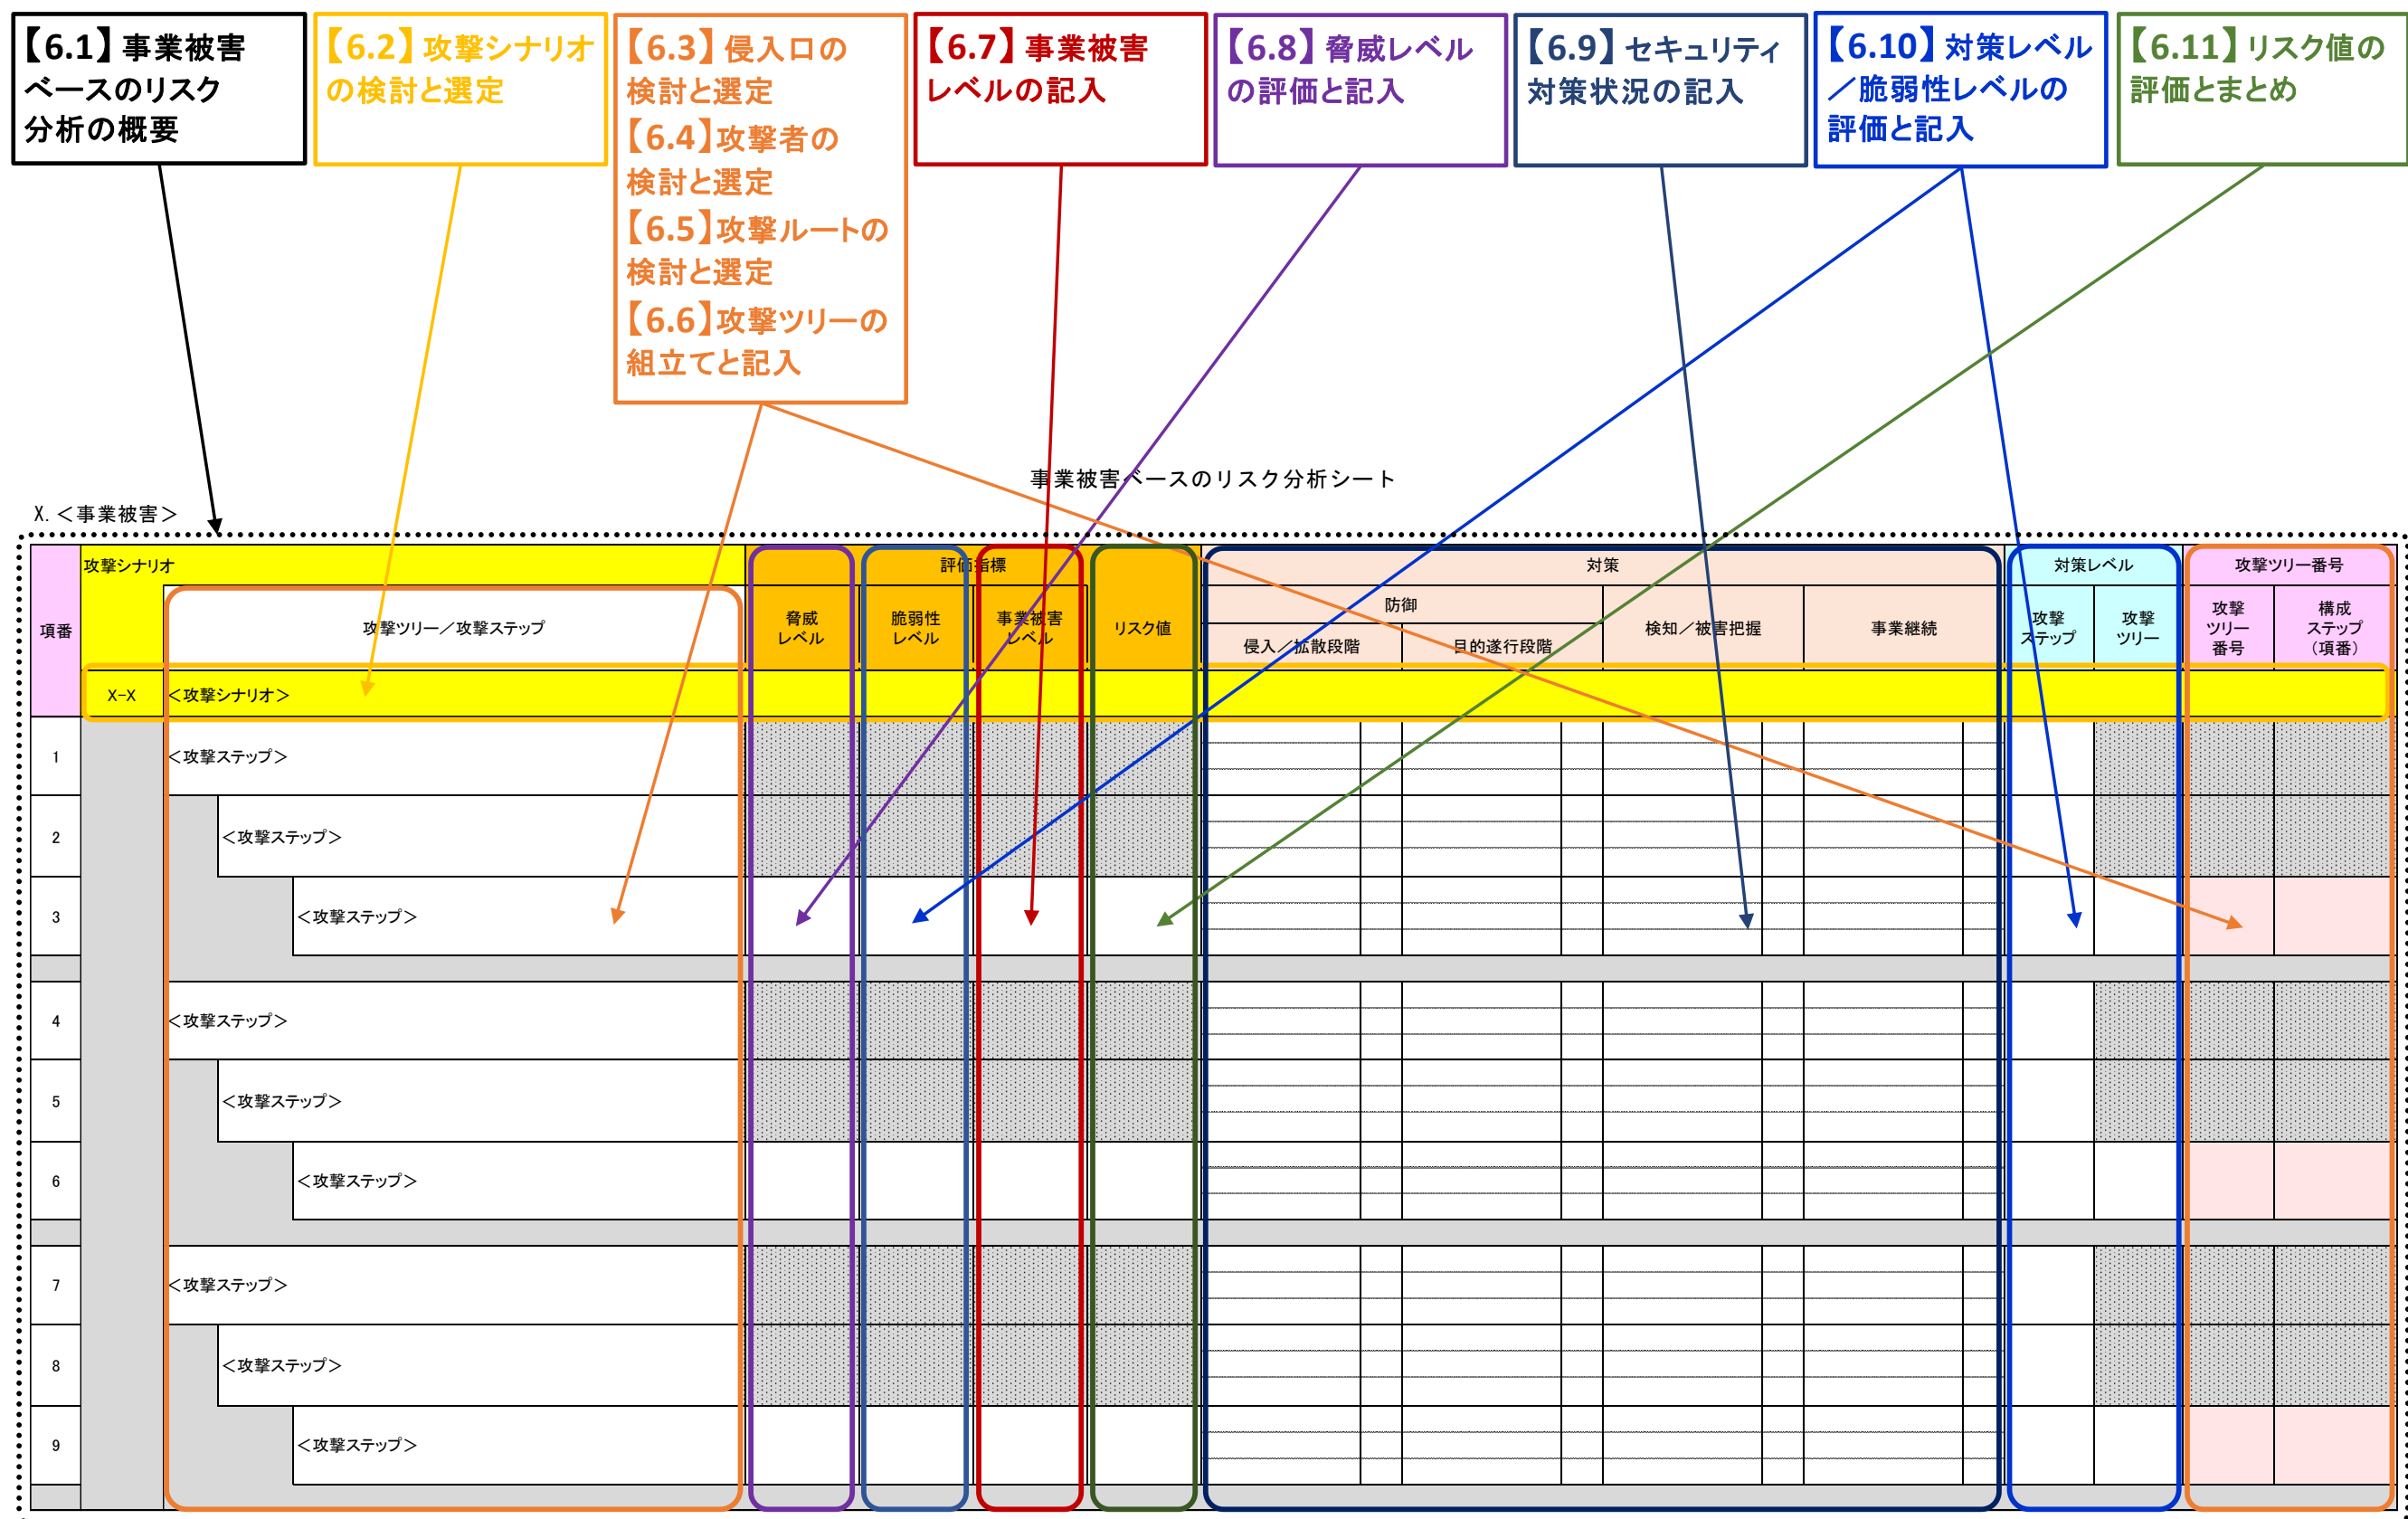 【6.1】事業被害
ベースのリスク
分析の概要
【6.2】攻撃シナリオ
の検討と選定
【6.3】侵入口の
検討と選定
【6.4】攻撃者の
検討と選定
【6.5】攻撃ルートの
検討と選定
【6.6】攻撃ツリーの
組立てと記入
【6.7】事業被害
レベルの記入
【6.8】脅威レベル
の評価と記入
【6.9】セキュリティ
対策状況の記入
【6.10】対策レベル
／脆弱性レベルの
評価と記入
【6.11】リスク値の
評価とまとめ
事業被害ベースのリスク分析シート
X.＜事業被害＞
項番
攻撃シナリオ
攻撃ツリー／攻撃ステップ
評価指標
脅威
レベル
脆弱性
レベル
事業被害
レベル
リスク値
対策
防御
侵入／拡散段階
目的遂行段階
検知／被害把握
事業継続
対策レベル
攻撃
ステップ
攻撃
ツリー
攻撃ツリー番号
攻撃
ツリー
番号
構成
ステップ
（項番）
X-X ＜攻撃シナリオ＞
1 ＜攻撃ステップ＞
2 ＜攻撃ステップ＞
3 ＜攻撃ステップ＞
4 ＜攻撃ステップ＞
5 ＜攻撃ステップ＞
6 ＜攻撃ステップ＞
7 ＜攻撃ステップ＞
8 ＜攻撃ステップ＞
9 ＜攻撃ステップ＞